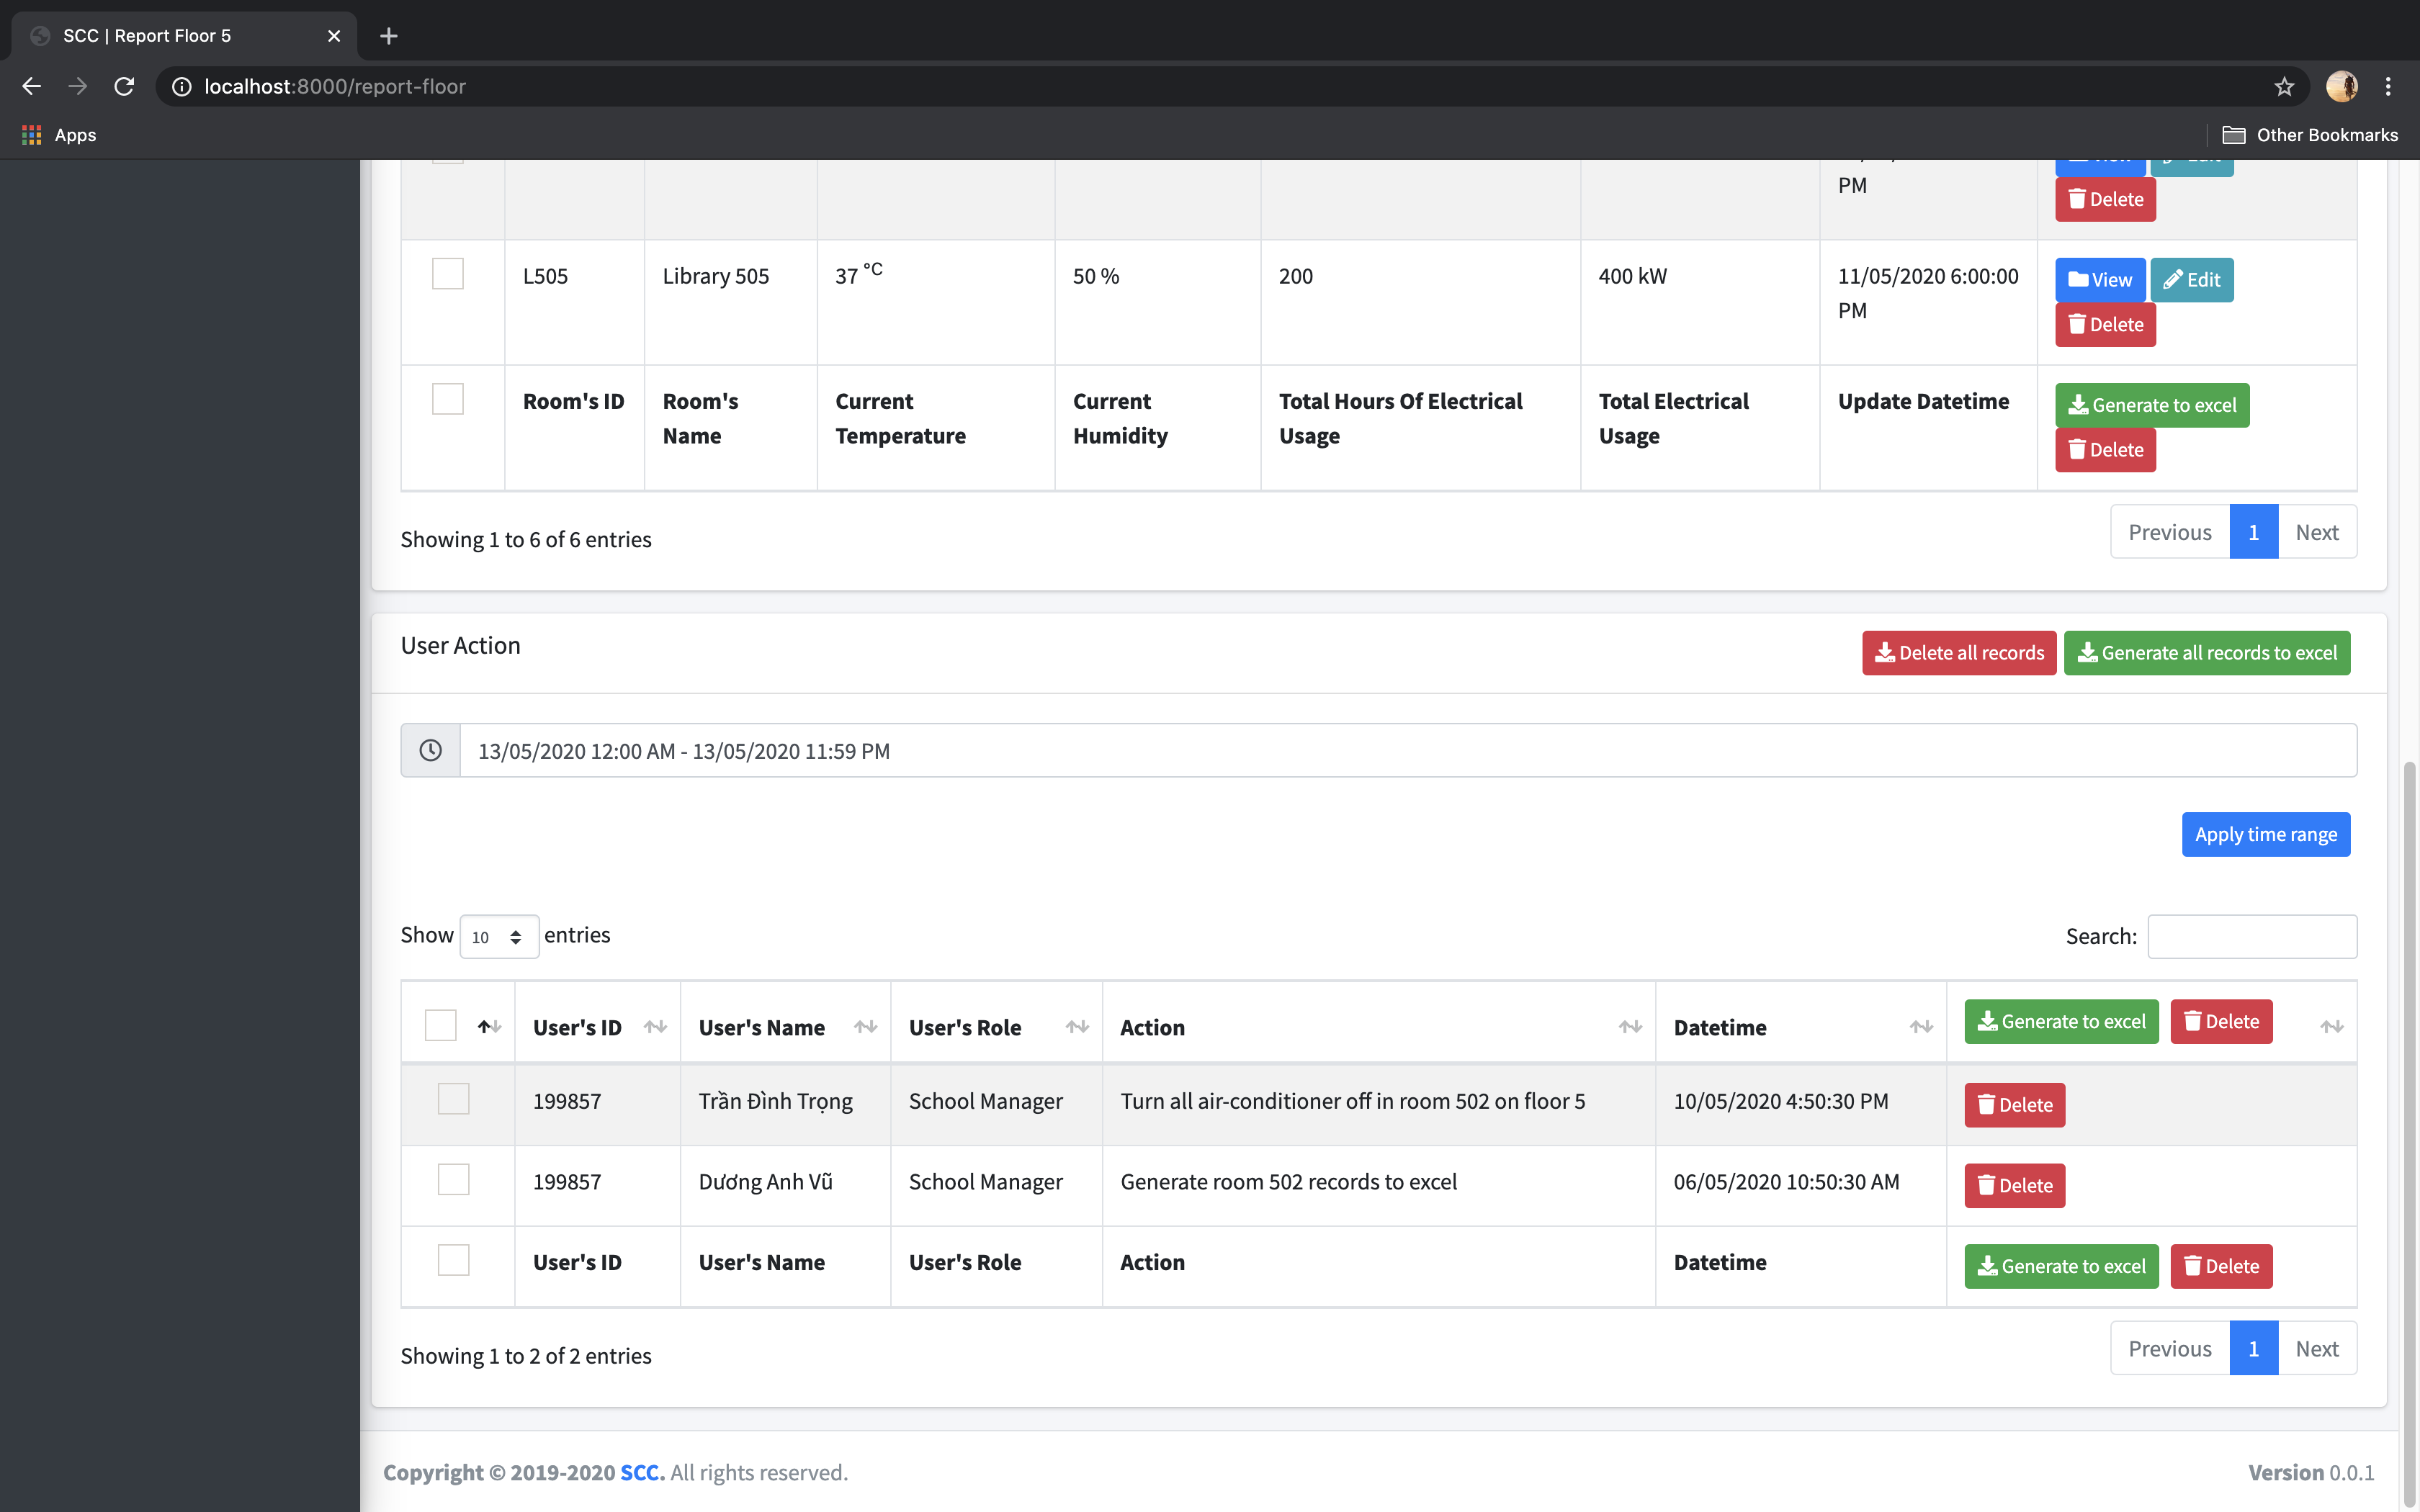 SCC | Report Floor 5
localhost:8000/report-floor
Apps
Other Bookmarks
PM
Delete
L505 Library 505 37 °C 50 % 200 400 kW 11/05/2020 6:00:00 PM View Edit
Delete
Room's ID Room's Name Current Temperature Current Humidity Total Hours Of Electrical Usage Total Electrical Usage Update Datetime Generate to excel
Delete
Showing 1 to 6 of 6 entries
Previous 1 Next
User Action
Delete all records Generate all records to excel
13/05/2020 12:00 AM - 13/05/2020 11:59 PM
Apply time range
Show 10 entries
Search:
User's ID User's Name User's Role Action Datetime Generate to excel Delete
199857 Trần Đình Trọng School Manager Turn all air-conditioner off in room 502 on floor 5 10/05/2020 4:50:30 PM Delete
199857 Dương Anh Vũ School Manager Generate room 502 records to excel 06/05/2020 10:50:30 AM Delete
User's ID User's Name User's Role Action Datetime Generate to excel Delete
Showing 1 to 2 of 2 entries
Previous 1 Next
Copyright © 2019-2020 SCC. All rights reserved.
Version 0.0.1